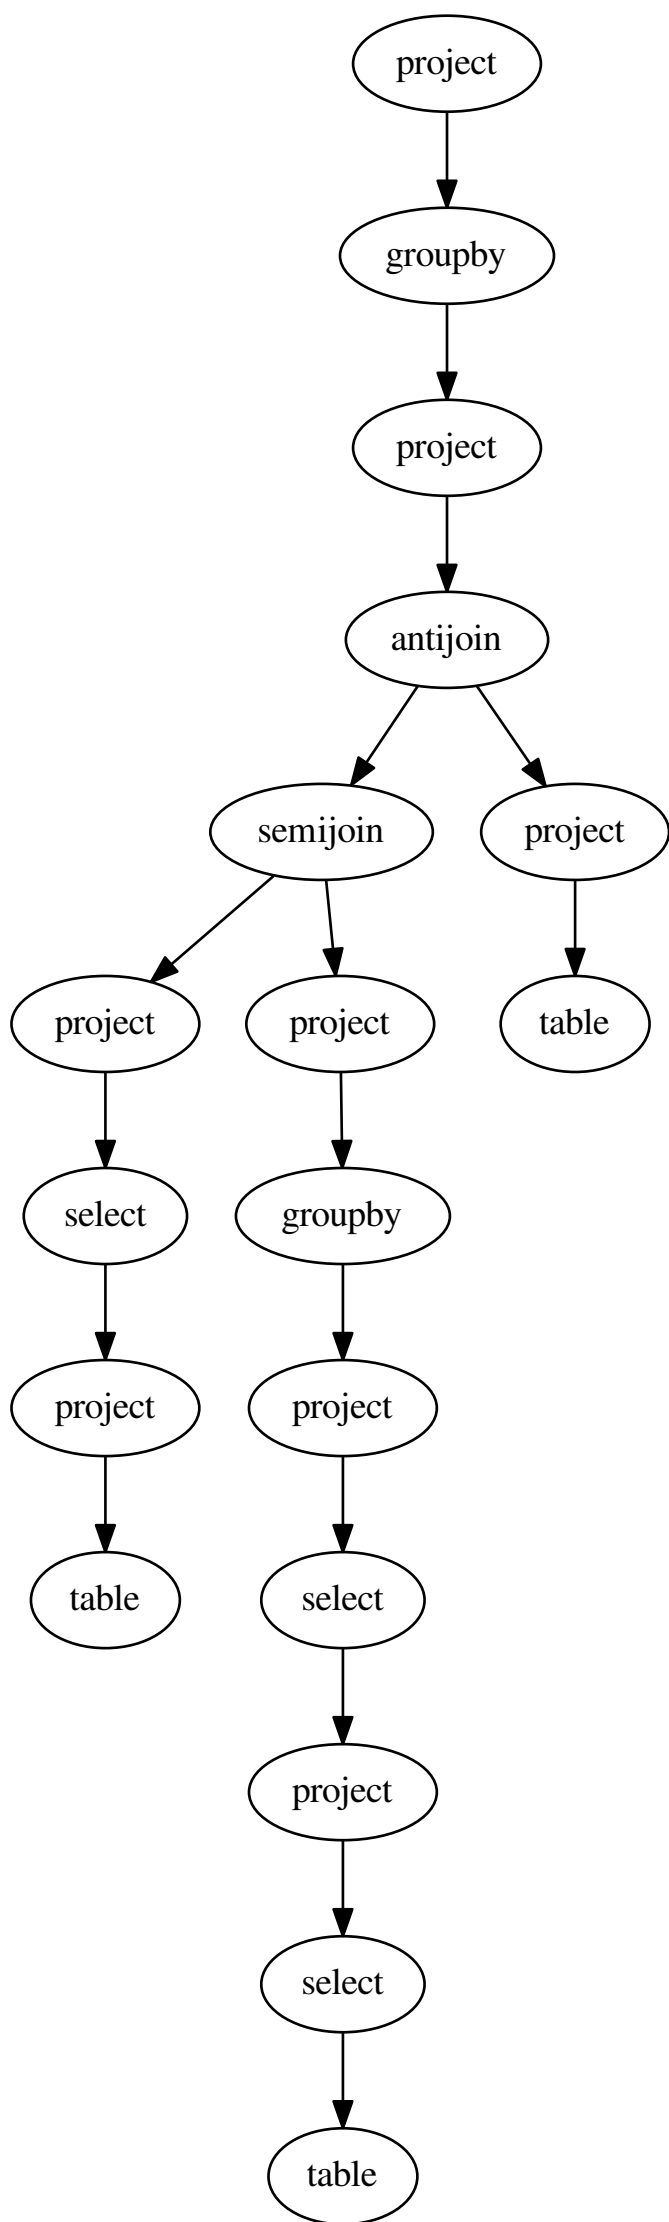 project
groupby
project
antijoin
semijoin project
project project table
select groupby
project project
table select
project
select
table